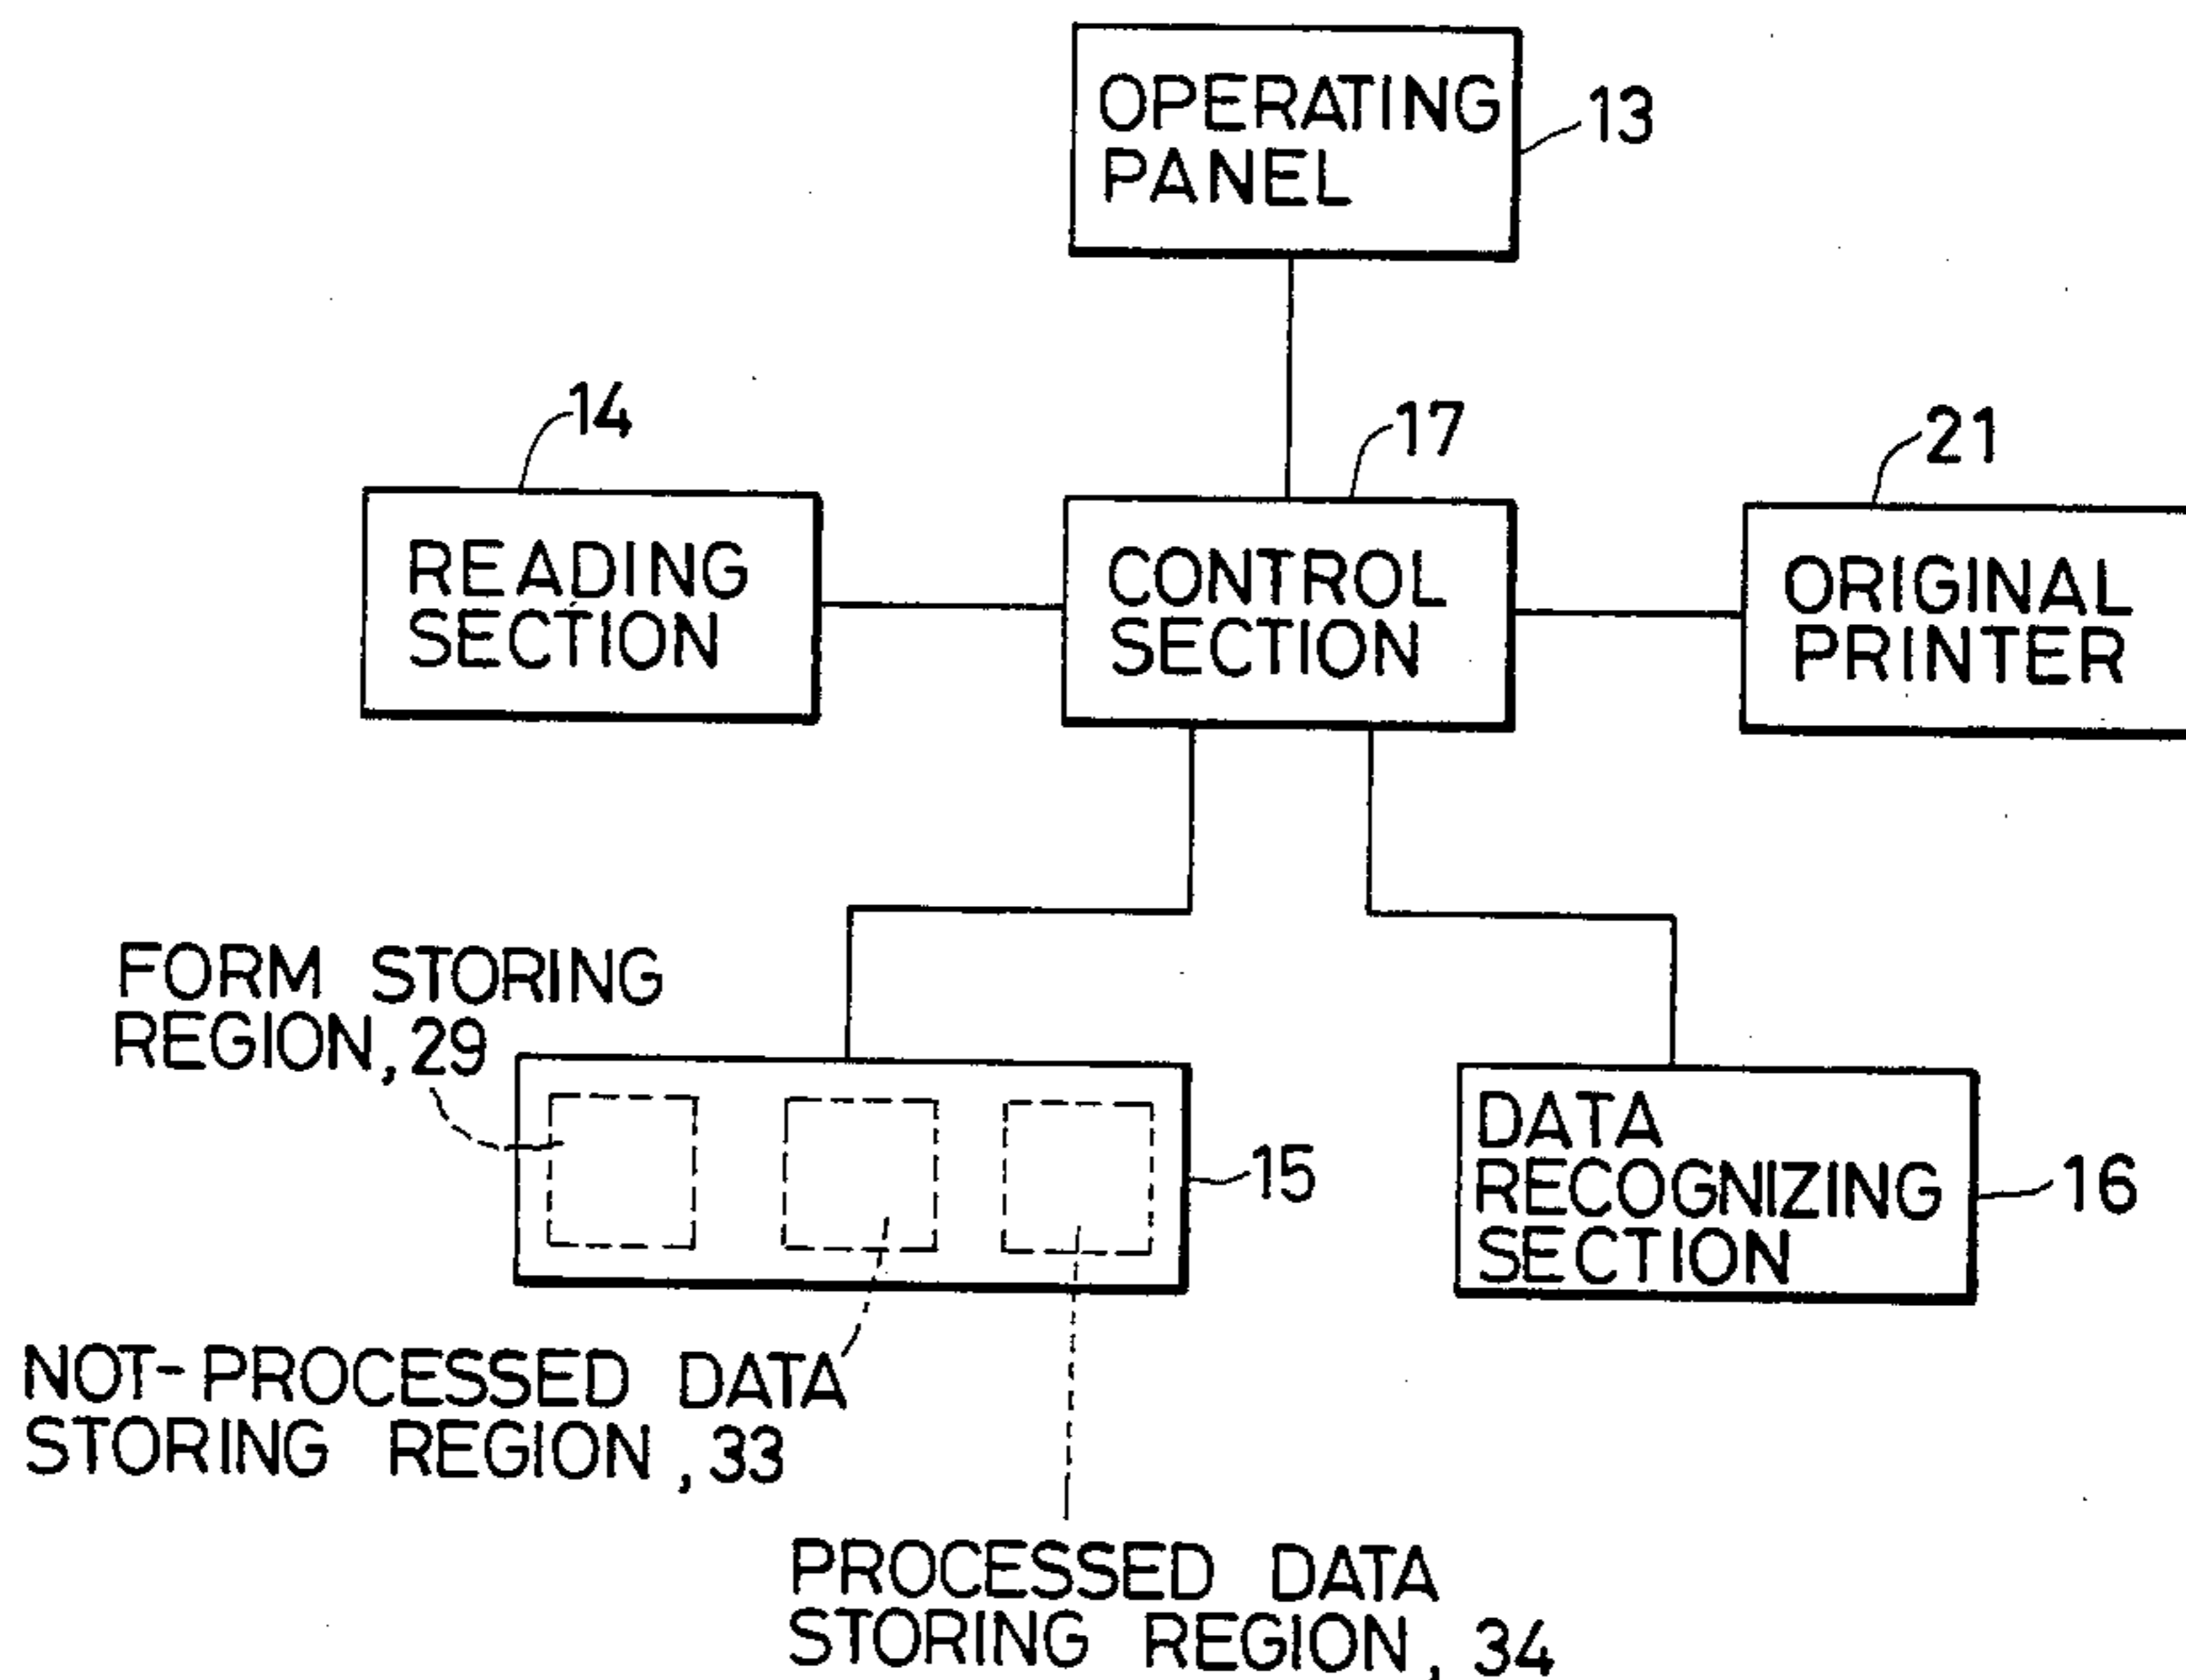 OPERATING
PANEL
13
14
17
21
READING
SECTION
CONTROL
SECTION
ORIGINAL
PRINTER
FORM STORING
REGION, 29
15
DATA
RECOGNIZING
SECTION
16
NOT-PROCESSED DATA
STORING REGION, 33
PROCESSED DATA
STORING REGION, 34